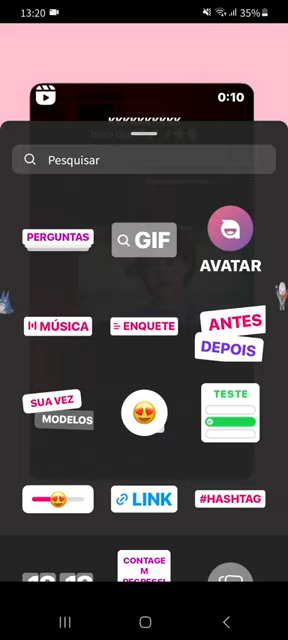 13:20
35%
0:10
kkkkkkkkkk
Pesquisar
PERGUNTAS
GIF
AVATAR
MÚSICA
ENQUETE
ANTES
DEPOIS
SUA VEZ
MODELOS
TESTE
LINK
#HASHTAG
CONTAGE
M
REGRESSI